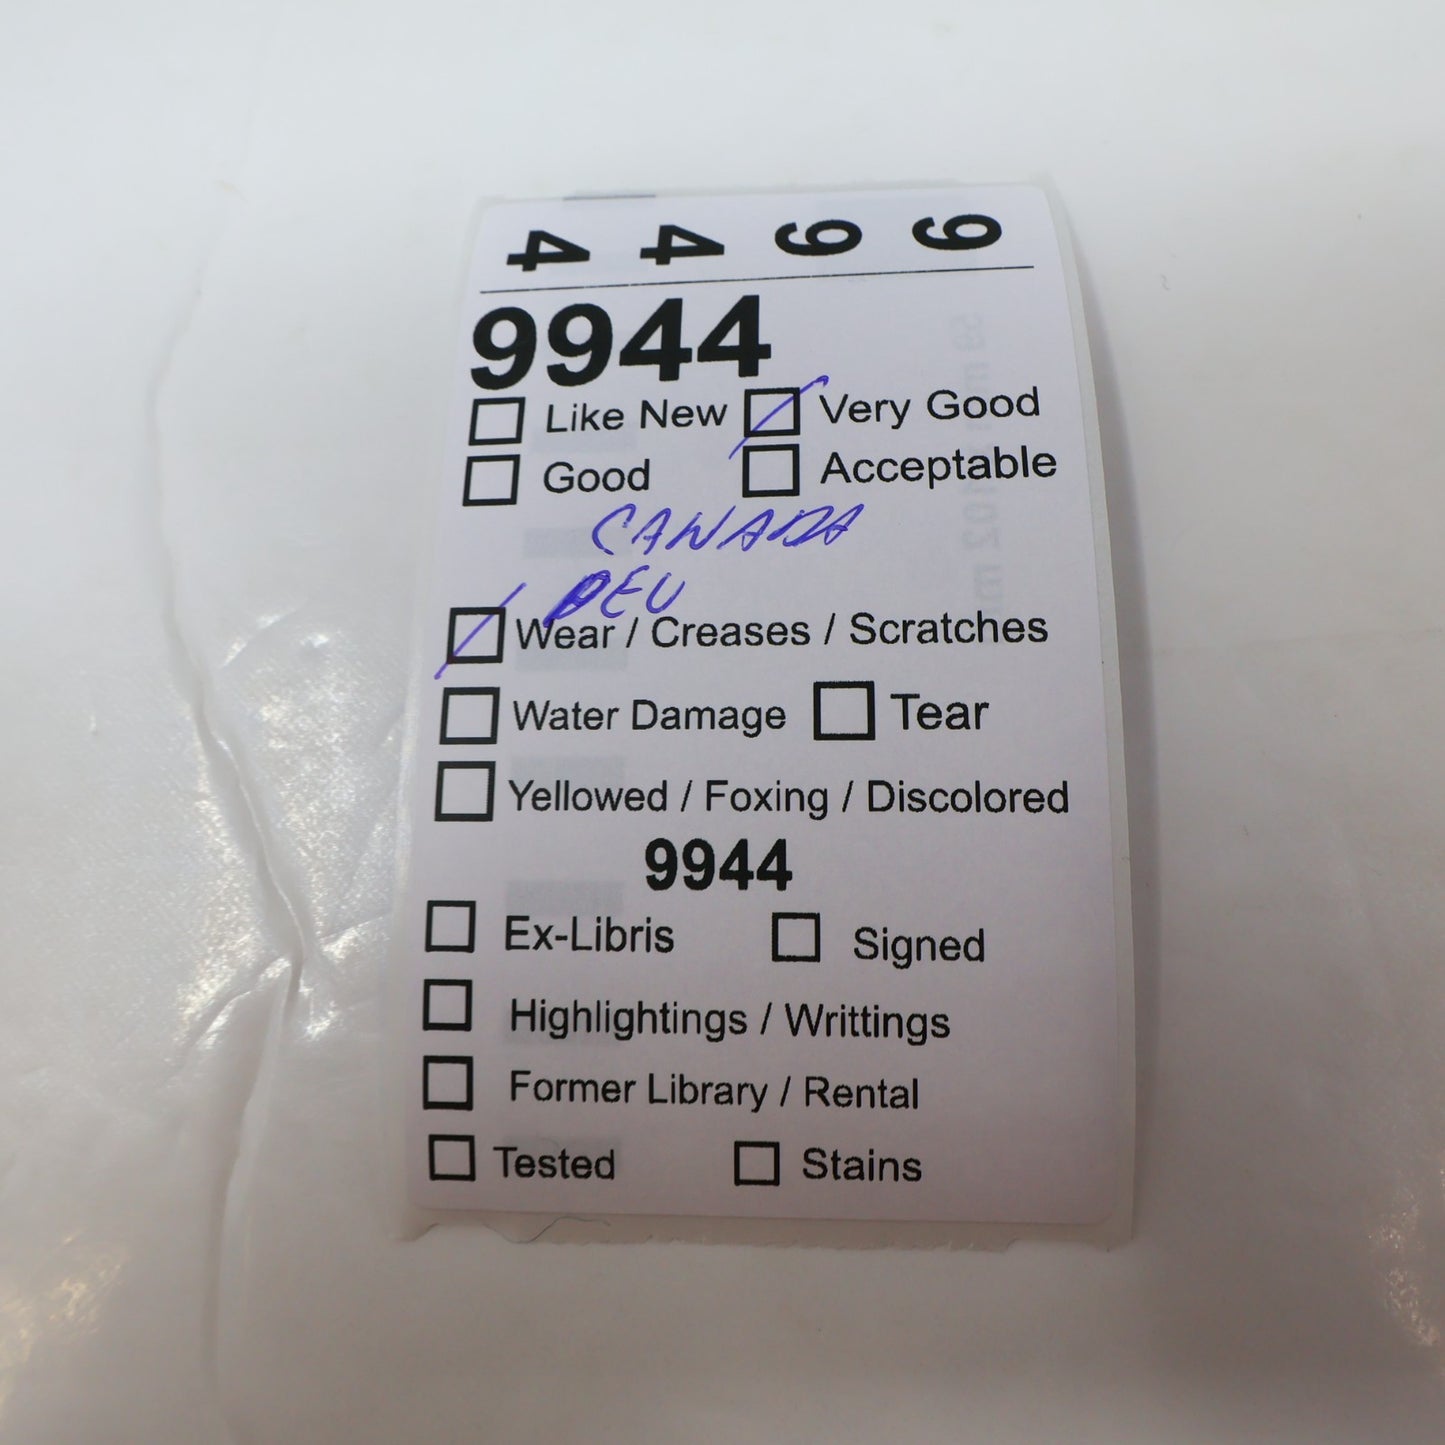 9944
9944
Like New Very Good
Good Acceptable
CANADA
PEU
Wear / Creases / Scratches
Water Damage Tear
Yellowed / Foxing / Discolored
9944
Ex-Libris Signed
Highlightings / Writtings
Former Library / Rental
Tested Stains